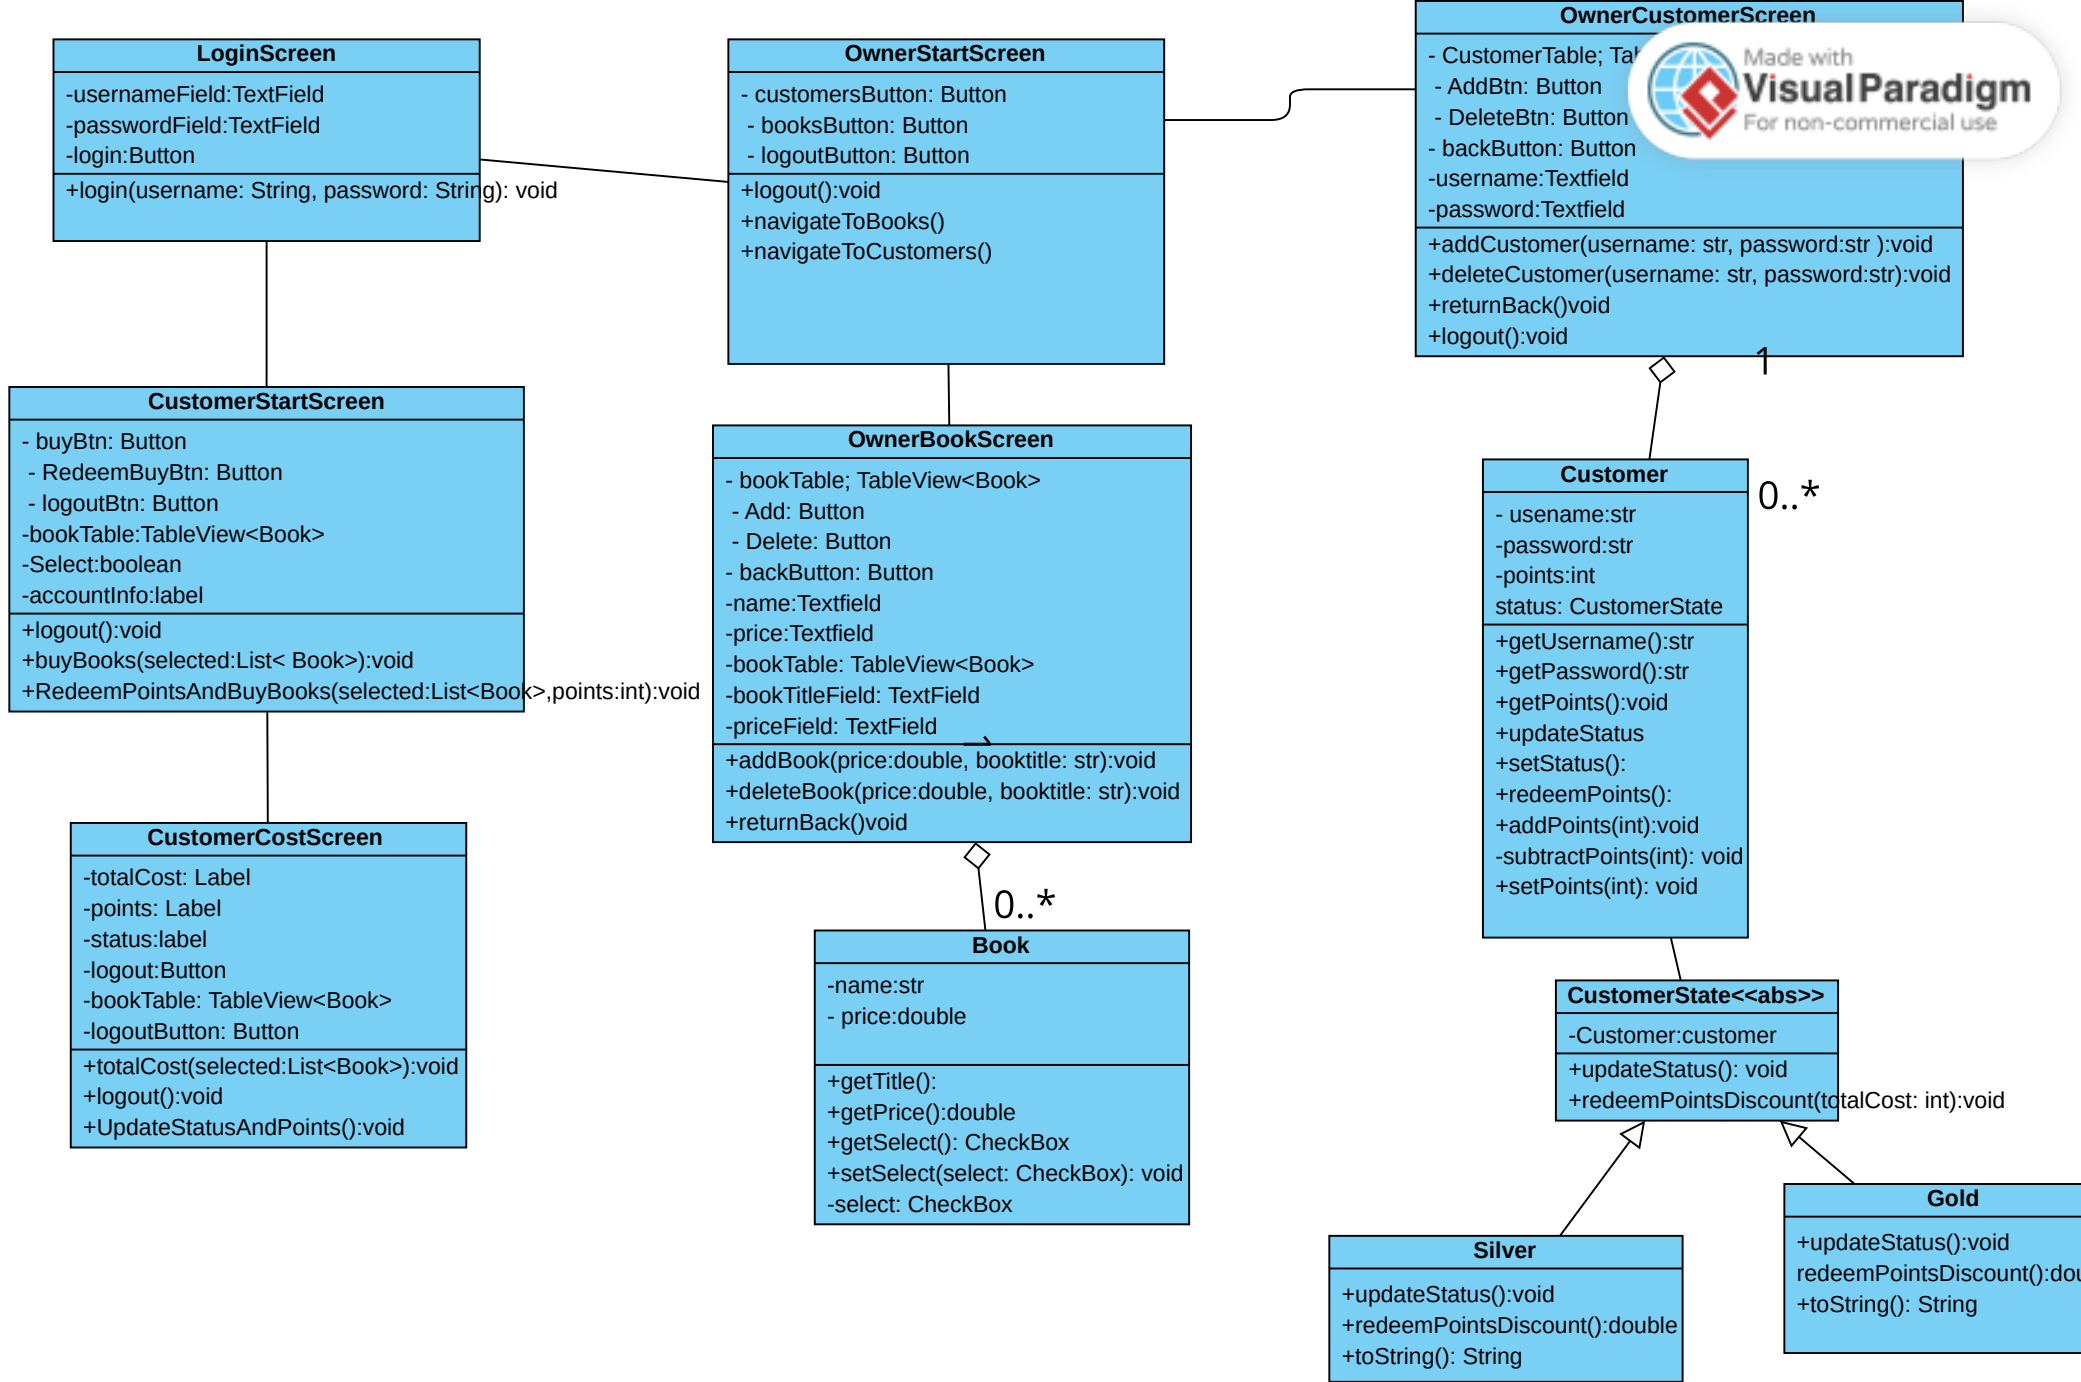 LoginScreen
-usernameField:TextField
-passwordField:TextField
-login:Button
+login(username: String, password: String): void
OwnerStartScreen
- customersButton: Button
- booksButton: Button
- logoutButton: Button
+logout():void
+navigateToBooks()
+navigateToCustomers()
OwnerCustomerScreen
- CustomerTable;
- AddBtn: Button
- DeleteBtn: Button
- backButton: Button
-username:Textfield
-password:Textfield
+addCustomer(username: str, password:str ):void
+deleteCustomer(username: str, password:str):void
+returnBack()void
+logout():void
Made with
Visual Paradigm
For non-commercial use
1
CustomerStartScreen
- buyBtn: Button
- RedeemBuyBtn: Button
- logoutBtn: Button
-bookTable:TableView<Book>
-Select:boolean
-accountInfo:label
+logout():void
+buyBooks(selected:List< Book>):void
+RedeemPointsAndBuyBooks(selected:List<Book>,points:int):void
OwnerBookScreen
- bookTable; TableView<Book>
- Add: Button
- Delete: Button
- backButton: Button
-name:Textfield
-price:Textfield
-bookTable: TableView<Book>
-bookTitleField: TextField
-priceField: TextField
+addBook(price:double, booktitle: str):void
+deleteBook(price:double, booktitle: str):void
+returnBack()void
0..*
Customer
- usename:str
-password:str
-points:int
status: CustomerState
+getUsername():str
+getPassword():str
+getPoints():void
+updateStatus
+setStatus():
+redeemPoints():
+addPoints(int):void
-subtractPoints(int): void
+setPoints(int): void
0..*
CustomerCostScreen
-totalCost: Label
-points: Label
-status:label
-logout:Button
-bookTable: TableView<Book>
-logoutButton: Button
+totalCost(selected:List<Book>):void
+logout():void
+UpdateStatusAndPoints():void
Book
-name:str
- price:double
+getTitle():
+getPrice():double
+getSelect(): CheckBox
+setSelect(select: CheckBox): void
-select: CheckBox
CustomerState<<abs>>
-Customer:customer
+updateStatus(): void
+redeemPointsDiscount(totalCost: int):void
Silver
+updateStatus():void
+redeemPointsDiscount():double
+toString(): String
Gold
+updateStatus():void
redeemPointsDiscount():dou
+toString(): String